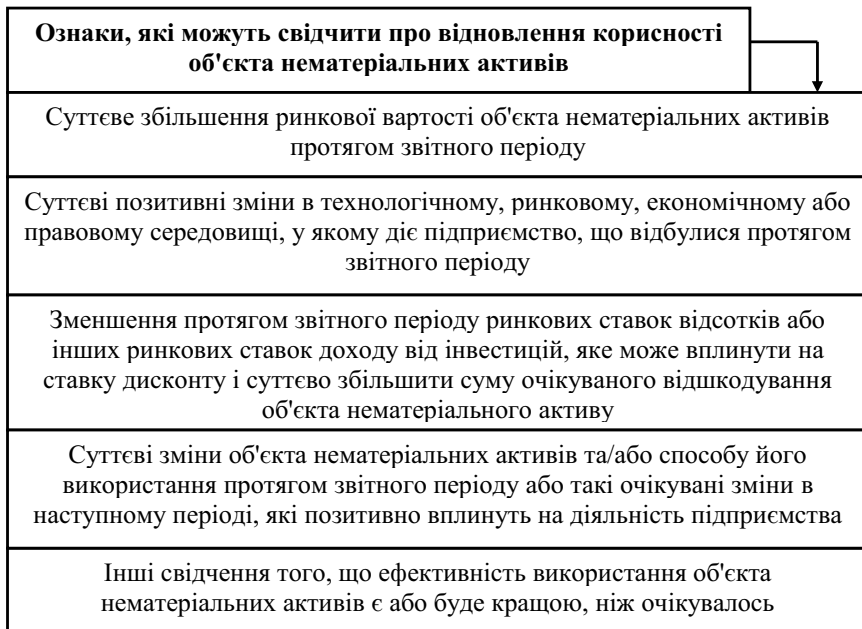 Ознаки, які можуть свідчити про відновлення корисності
об'єкта нематеріальних активів
Суттєве збільшення ринкової вартості об'єкта нематеріальних активів
протягом звітного періоду
Суттєві позитивні зміни в технологічному, ринковому, економічному або
правовому середовищі, у якому діє підприємство, що відбулися протягом
звітного періоду
Зменшення протягом звітного періоду ринкових ставок відсотків або
інших ринкових ставок доходу від інвестицій, яке може вплинути на
ставку дисконту і суттєво збільшити суму очікуваного відшкодування
об'єкта нематеріального активу
Суттєві зміни об'єкта нематеріальних активів та/або способу його
використання протягом звітного періоду або такі очікувані зміни в
наступному періоді, які позитивно вплинуть на діяльність підприємства
Інші свідчення того, що ефективність використання об'єкта
нематеріальних активів є або буде кращою, ніж очікувалось